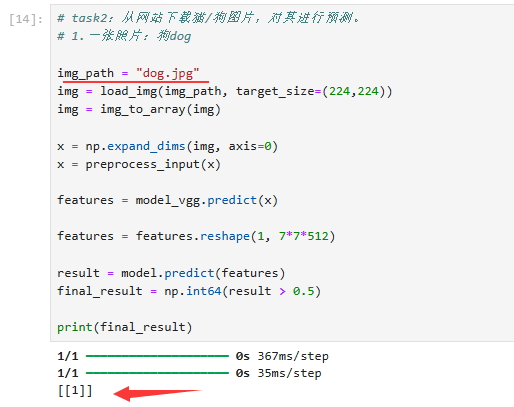 [14]: # task2：从网站下载猫/狗图片，对其进行预测。
# 1.一张照片：狗dog
img_path = "dog.jpg"
img = load_img(img_path, target_size=(224,224))
img = img_to_array(img)
x = np.expand_dims(img, axis=0)
x = preprocess_input(x)
features = model_vgg.predict(x)
features = features.reshape(1, 7*7*512)
result = model.predict(features)
final_result = np.int64(result > 0.5)
print(final_result)
1/1 ━━━━━━━━━━━━━━━━━━━━ 0s 367ms/step
1/1 ━━━━━━━━━━━━━━━━━━━━ 0s 35ms/step
[[1]]